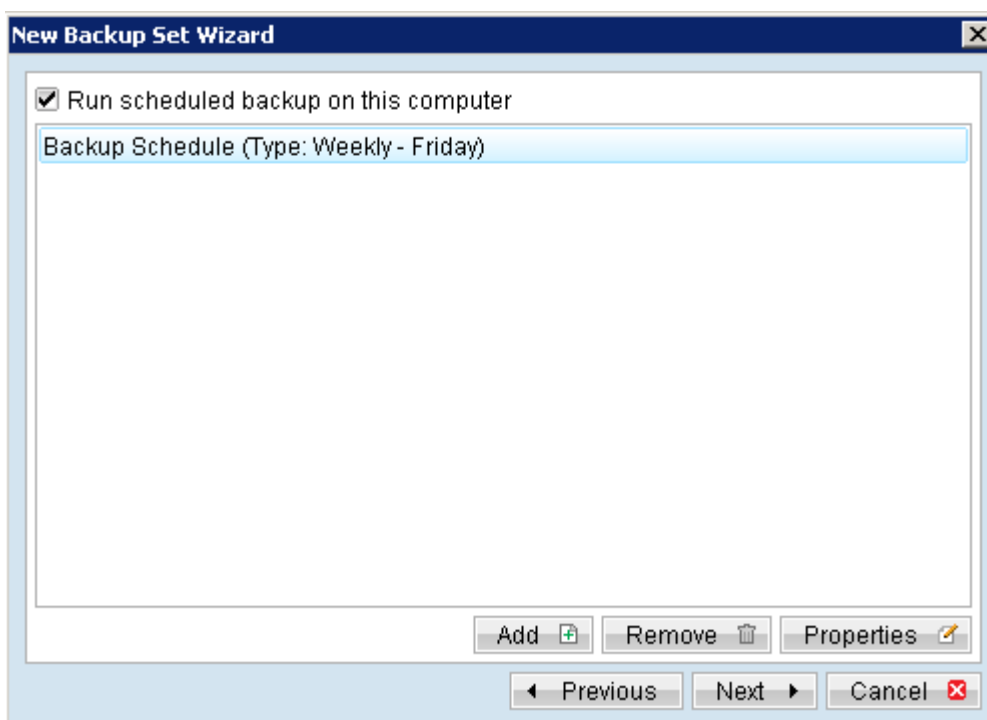 New Backup Set Wizard
Run scheduled backup on this computer
Backup Schedule (Type: Weekly - Friday)
Add
Remove
Properties
Previous
Next
Cancel